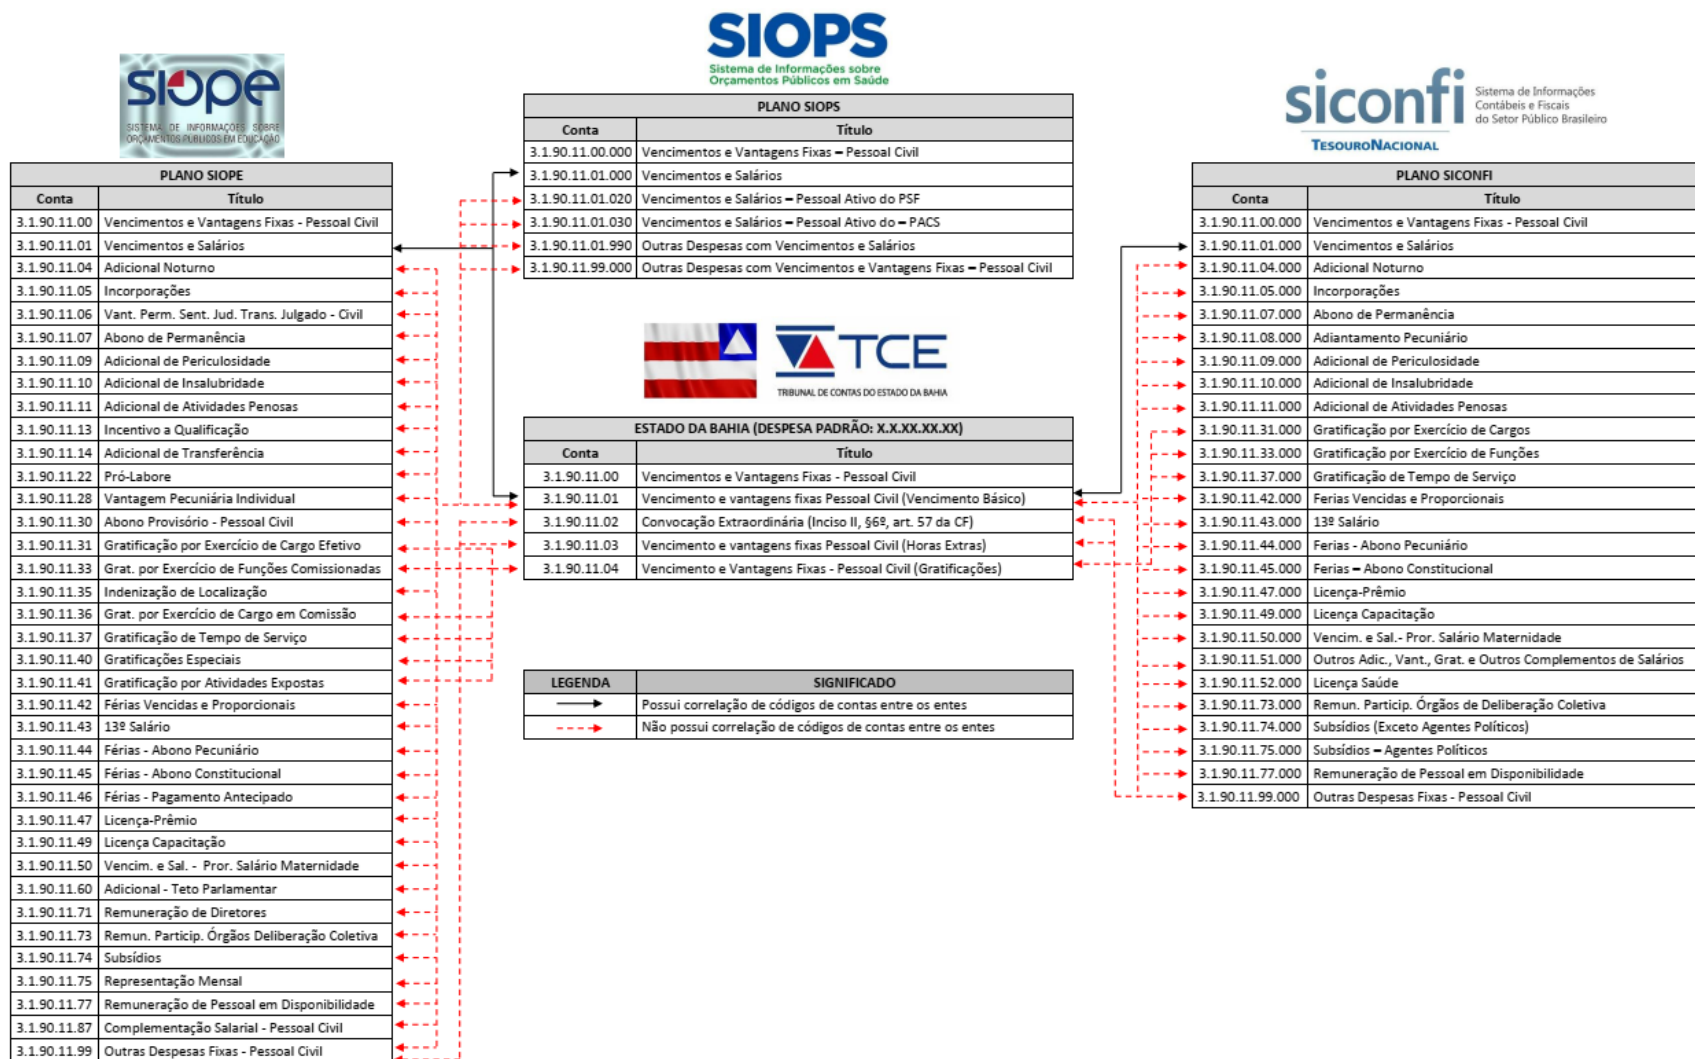 SIOPS
Sistema de Informações sobre
Orçamentos Públicos em Saúde
siope
SISTEMA DE INFORMAÇÕES SOBRE
ORÇAMENTOS PÚBLICOS EM EDUCAÇÃO
siconfi
Sistema de Informações
Contábeis e Fiscais
do Setor Público Brasileiro
TESOURONACIONAL
PLANO SIOPE
Conta Título
3.1.90.11.00 Vencimentos e Vantagens Fixas - Pessoal Civil
3.1.90.11.01 Vencimentos e Salários
3.1.90.11.04 Adicional Noturno
3.1.90.11.05 Incorporações
3.1.90.11.06 Vant. Perm. Sent. Jud. Trans. Julgado - Civil
3.1.90.11.07 Abono de Permanência
3.1.90.11.09 Adicional de Periculosidade
3.1.90.11.10 Adicional de Insalubridade
3.1.90.11.11 Adicional de Atividades Penosas
3.1.90.11.13 Incentivo a Qualificação
3.1.90.11.14 Adicional de Transferência
3.1.90.11.22 Pró-Labore
3.1.90.11.28 Vantagem Pecuniária Individual
3.1.90.11.30 Abono Provisório - Pessoal Civil
3.1.90.11.31 Gratificação por Exercício de Cargo Efetivo
3.1.90.11.33 Grat. por Exercício de Funções Comissionadas
3.1.90.11.35 Indenização de Localização
3.1.90.11.36 Grat. por Exercício de Cargo em Comissão
3.1.90.11.37 Gratificação de Tempo de Serviço
3.1.90.11.40 Gratificações Especiais
3.1.90.11.41 Gratificação por Atividades Expostas
3.1.90.11.42 Férias Vencidas e Proporcionais
3.1.90.11.43 13º Salário
3.1.90.11.44 Férias - Abono Pecuniário
3.1.90.11.45 Férias - Abono Constitucional
3.1.90.11.46 Férias - Pagamento Antecipado
3.1.90.11.47 Licença-Prêmio
3.1.90.11.49 Licença Capacitação
3.1.90.11.50 Vencim. e Sal. - Pror. Salário Maternidade
3.1.90.11.60 Adicional - Teto Parlamentar
3.1.90.11.71 Remuneração de Diretores
3.1.90.11.73 Remun. Particip. Órgãos Deliberação Coletiva
3.1.90.11.74 Subsídios
3.1.90.11.75 Representação Mensal
3.1.90.11.77 Remuneração de Pessoal em Disponibilidade
3.1.90.11.87 Complementação Salarial - Pessoal Civil
3.1.90.11.99 Outras Despesas Fixas - Pessoal Civil
PLANO SIOPS
Conta Título
3.1.90.11.00.000 Vencimentos e Vantagens Fixas – Pessoal Civil
3.1.90.11.01.000 Vencimentos e Salários
3.1.90.11.01.020 Vencimentos e Salários – Pessoal Ativo do PSF
3.1.90.11.01.030 Vencimentos e Salários – Pessoal Ativo do – PACS
3.1.90.11.01.990 Outras Despesas com Vencimentos e Salários
3.1.90.11.99.000 Outras Despesas com Vencimentos e Vantagens Fixas – Pessoal Civil
TCE
TRIBUNAL DE CONTAS DO ESTADO DA BAHIA
ESTADO DA BAHIA (DESPESA PADRÃO: X.X.XX.XX.XX)
Conta Título
3.1.90.11.00 Vencimentos e Vantagens Fixas - Pessoal Civil
3.1.90.11.01 Vencimento e vantagens fixas Pessoal Civil (Vencimento Básico)
3.1.90.11.02 Convocação Extraordinária (Inciso II, §6º, art. 57 da CF)
3.1.90.11.03 Vencimento e vantagens fixas Pessoal Civil (Horas Extras)
3.1.90.11.04 Vencimento e Vantagens Fixas - Pessoal Civil (Gratificações)
LEGENDA SIGNIFICADO
Possui correlação de códigos de contas entre os entes
Não possui correlação de códigos de contas entre os entes
PLANO SICONFI
Conta Título
3.1.90.11.00.000 Vencimentos e Vantagens Fixas - Pessoal Civil
3.1.90.11.01.000 Vencimentos e Salários
3.1.90.11.04.000 Adicional Noturno
3.1.90.11.05.000 Incorporações
3.1.90.11.07.000 Abono de Permanência
3.1.90.11.08.000 Adiantamento Pecuniário
3.1.90.11.09.000 Adicional de Periculosidade
3.1.90.11.10.000 Adicional de Insalubridade
3.1.90.11.11.000 Adicional de Atividades Penosas
3.1.90.11.31.000 Gratificação por Exercício de Cargos
3.1.90.11.33.000 Gratificação por Exercício de Funções
3.1.90.11.37.000 Gratificação de Tempo de Serviço
3.1.90.11.42.000 Ferias Vencidas e Proporcionais
3.1.90.11.43.000 13º Salário
3.1.90.11.44.000 Ferias - Abono Pecuniário
3.1.90.11.45.000 Ferias – Abono Constitucional
3.1.90.11.47.000 Licença-Prêmio
3.1.90.11.49.000 Licença Capacitação
3.1.90.11.50.000 Vencim. e Sal.- Pror. Salário Maternidade
3.1.90.11.51.000 Outros Adic., Vant., Grat. e Outros Complementos de Salários
3.1.90.11.52.000 Licença Saúde
3.1.90.11.73.000 Remun. Particip. Órgãos de Deliberação Coletiva
3.1.90.11.74.000 Subsídios (Exceto Agentes Políticos)
3.1.90.11.75.000 Subsídios – Agentes Políticos
3.1.90.11.77.000 Remuneração de Pessoal em Disponibilidade
3.1.90.11.99.000 Outras Despesas Fixas - Pessoal Civil